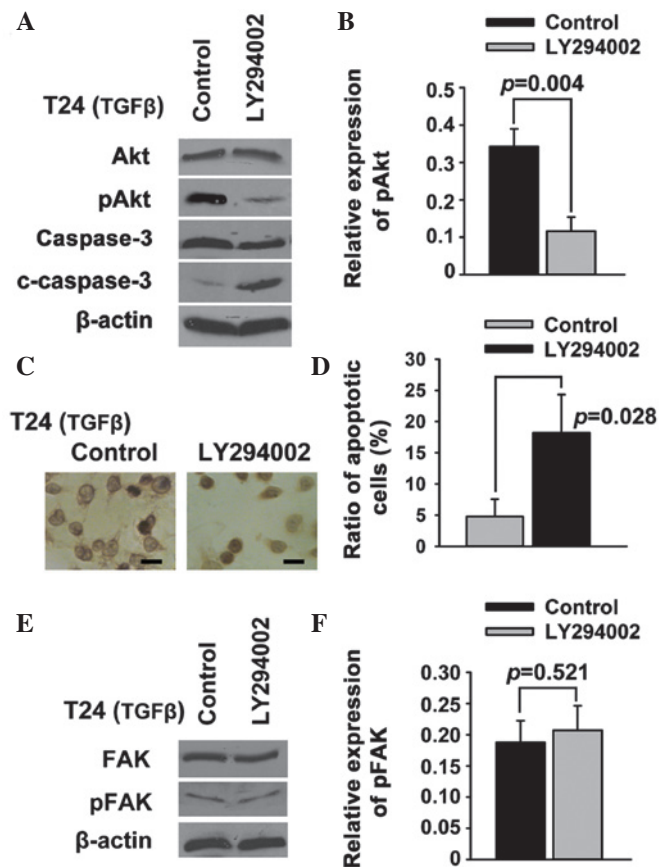 A
T24 (TGFβ)
Control
LY294002
Akt
pAkt
Caspase-3
c-caspase-3
β-actin
B
Control
LY294002
p=0.004
Relative expression
of pAkt
0.5
0.4
0.3
0.2
0.1
0
C
T24 (TGFβ)
Control
LY294002
D
Control
LY294002
p=0.028
Ratio of apoptotic
cells (%)
30
25
20
15
10
5
0
E
T24 (TGFβ)
Control
LY294002
FAK
pFAK
β-actin
F
Control
LY294002
p=0.521
Relative expression
of pFAK
0.30
0.25
0.20
0.15
0.10
0.05
0